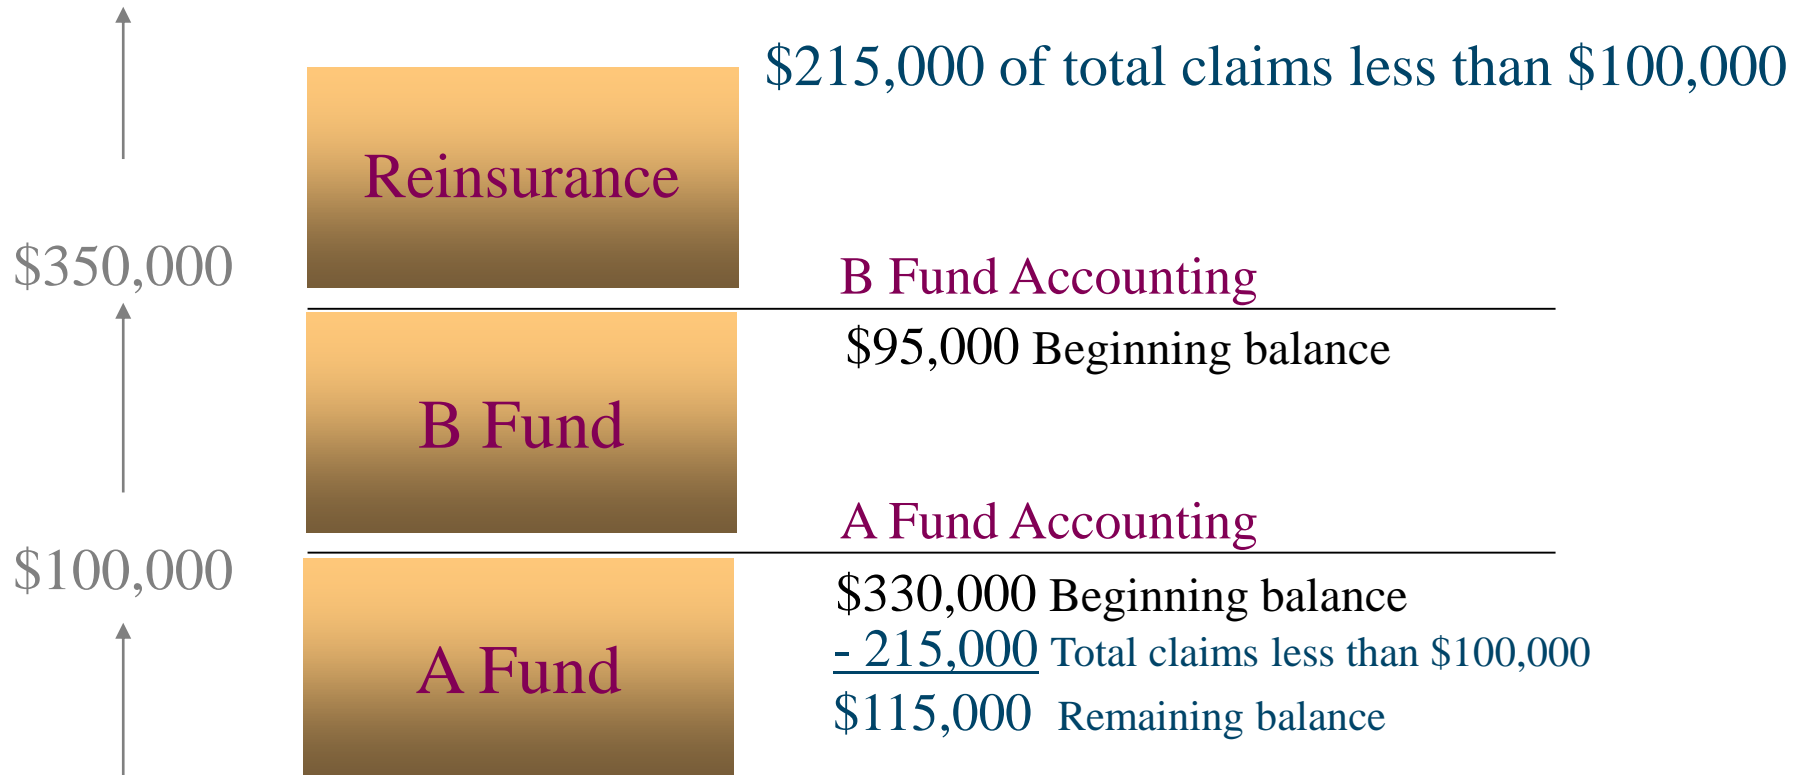 $215,000 of total claims less than $100,000
Reinsurance
$350,000
B Fund Accounting
$95,000 Beginning balance
B Fund
A Fund Accounting
$100,000
$330,000 Beginning balance
- 215,000 Total claims less than $100,000
A Fund
$115,000 Remaining balance